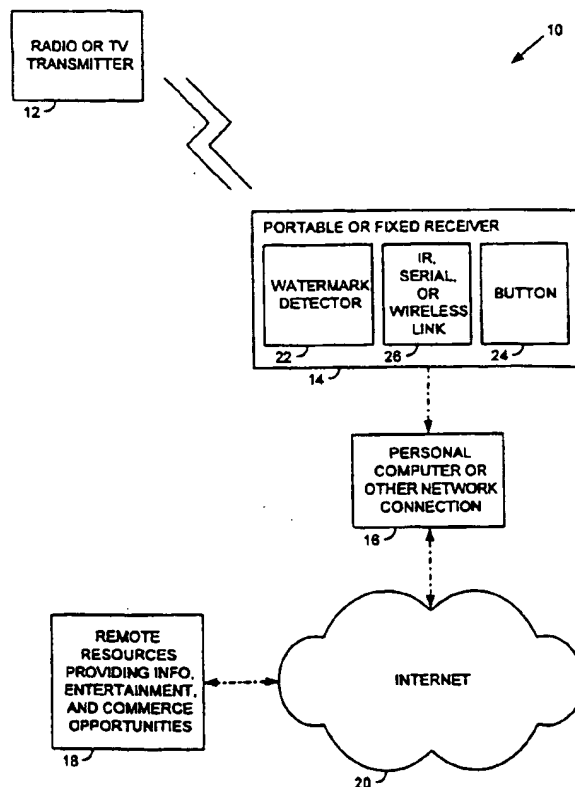 10
RADIO OR TV
TRANSMITTER
12
PORTABLE OR FIXED RECEIVER
WATERMARK
DETECTOR
22
IR,
SERIAL,
OR
WIRELESS
LINK
26
BUTTON
24
14
PERSONAL
COMPUTER OR
OTHER NETWORK
CONNECTION
16
REMOTE
RESOURCES
PROVIDING INFO,
ENTERTAINMENT,
AND COMMERCE
OPPORTUNITIES
18
INTERNET
20